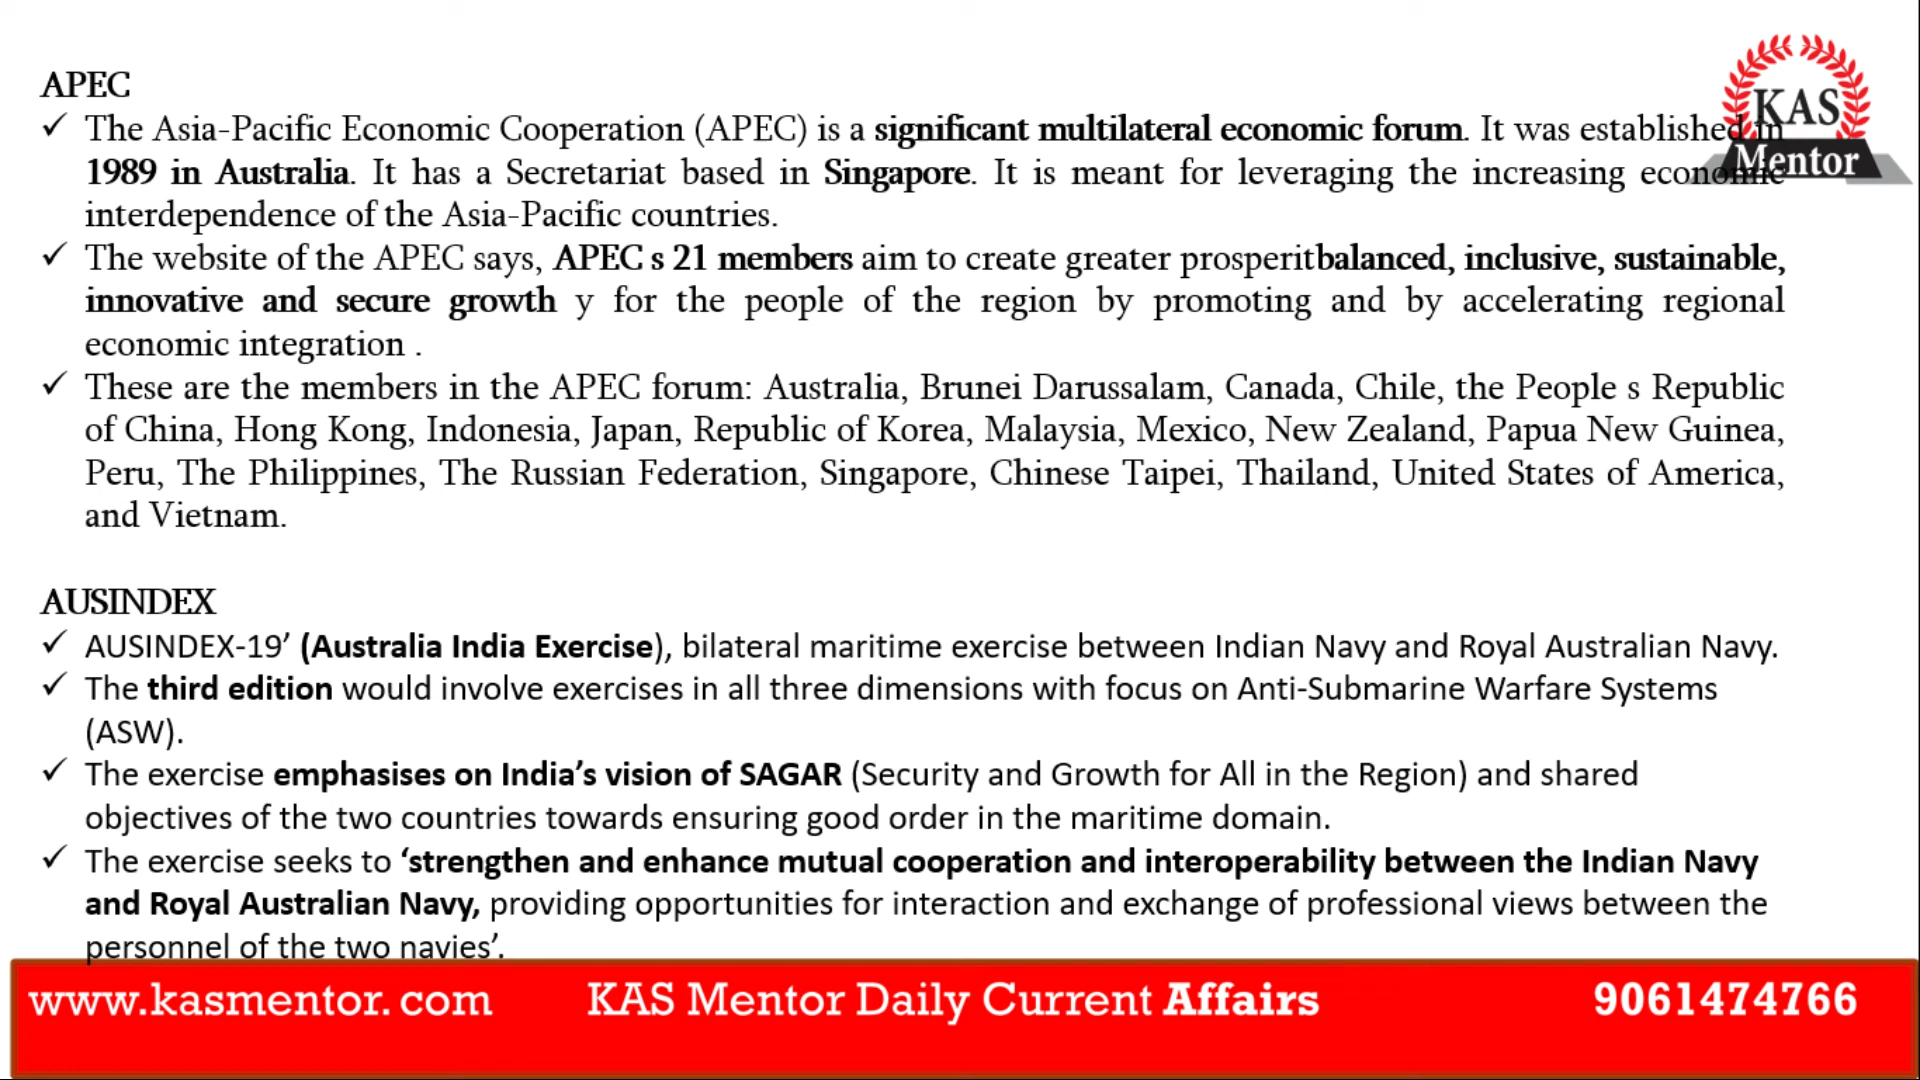 APEC
✓ The Asia-Pacific Economic Cooperation (APEC) is a significant multilateral economic forum. It was established in
1989 in Australia. It has a Secretariat based in Singapore. It is meant for leveraging the increasing economic
interdependence of the Asia-Pacific countries.
✓ The website of the APEC says, APEC s 21 members aim to create greater prosperitbalanced, inclusive, sustainable,
innovative and secure growth y for the people of the region by promoting and by accelerating regional
economic integration .
✓ These are the members in the APEC forum: Australia, Brunei Darussalam, Canada, Chile, the People s Republic
of China, Hong Kong, Indonesia, Japan, Republic of Korea, Malaysia, Mexico, New Zealand, Papua New Guinea,
Peru, The Philippines, The Russian Federation, Singapore, Chinese Taipei, Thailand, United States of America,
and Vietnam.
KAS
Mentor
AUSINDEX
✓ AUSINDEX-19’ (Australia India Exercise), bilateral maritime exercise between Indian Navy and Royal Australian Navy.
✓ The third edition would involve exercises in all three dimensions with focus on Anti-Submarine Warfare Systems
(ASW).
✓ The exercise emphasises on India’s vision of SAGAR (Security and Growth for All in the Region) and shared
objectives of the two countries towards ensuring good order in the maritime domain.
✓ The exercise seeks to ‘strengthen and enhance mutual cooperation and interoperability between the Indian Navy
and Royal Australian Navy, providing opportunities for interaction and exchange of professional views between the
personnel of the two navies’.
www.kasmentor. com KAS Mentor Daily Current Affairs 9061474766